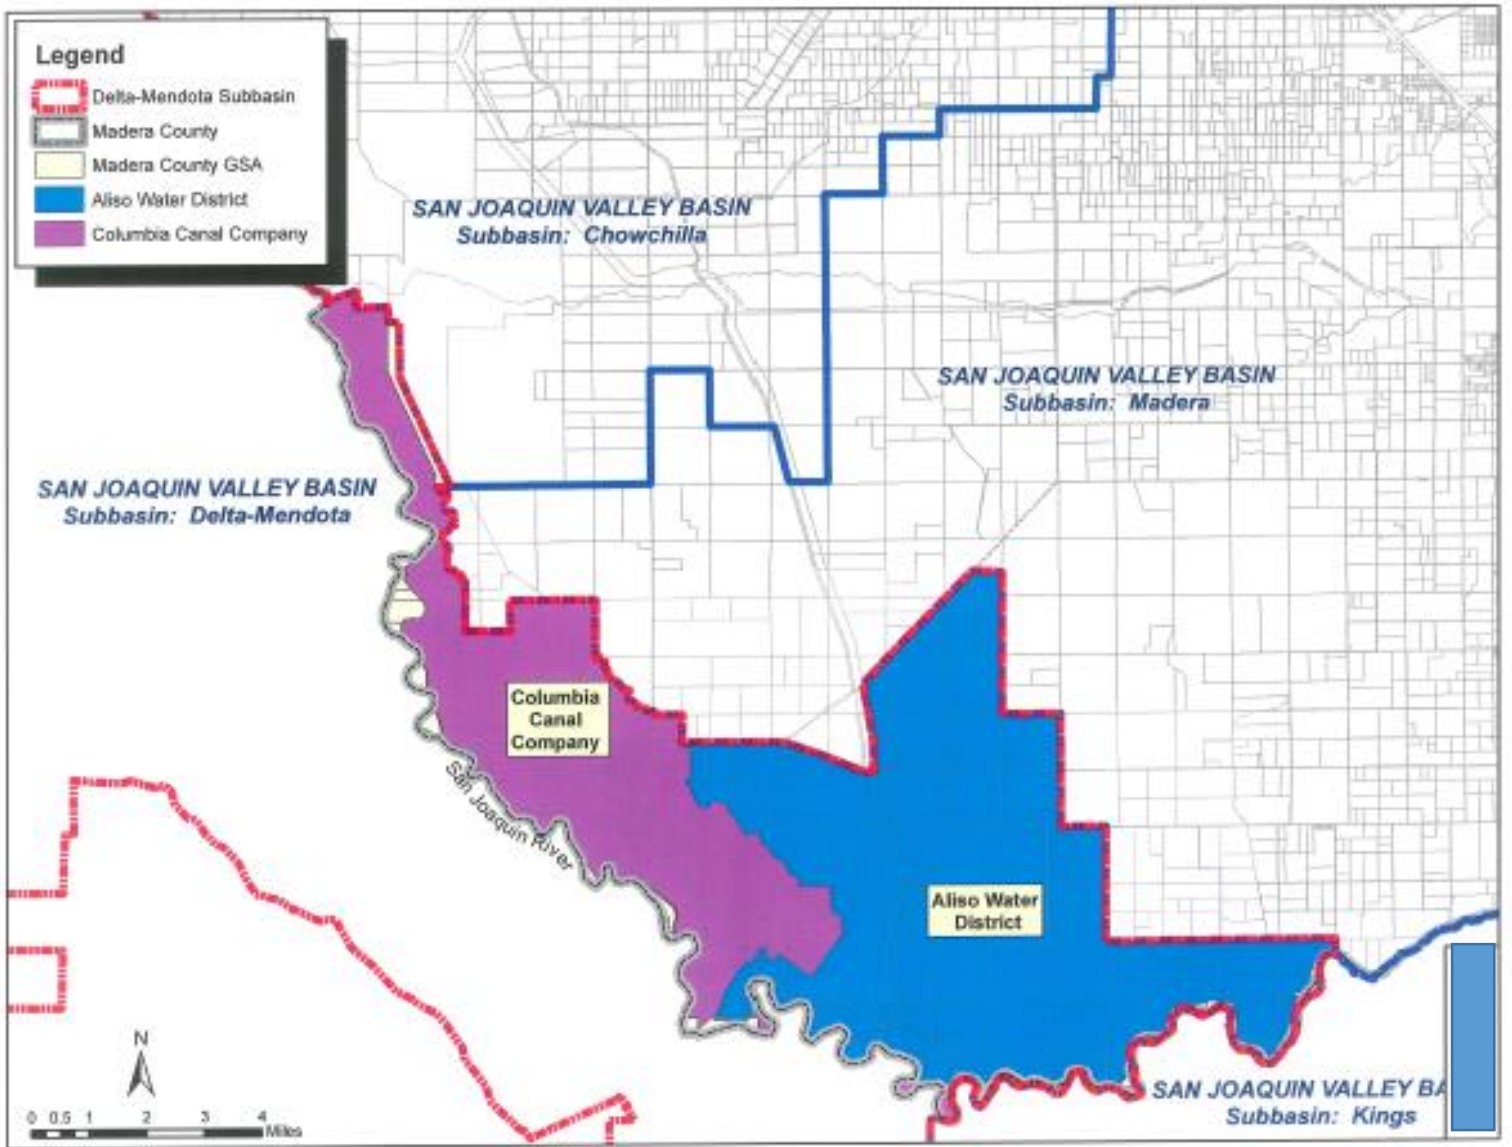 Legend
Delta-Mendota Subbasin
Madera County
Madera County GSA
Aliso Water District
Columbia Canal Company
SAN JOAQUIN VALLEY BASIN
Subbasin: Chowchilla
SAN JOAQUIN VALLEY BASIN
Subbasin: Madera
SAN JOAQUIN VALLEY BASIN
Subbasin: Delta-Mendota
Columbia
Canal
Company
San Joaquin River
Aliso Water
District
SAN JOAQUIN VALLEY BA
Subbasin: Kings
N
0 0.5 1 2 3 4
Miles